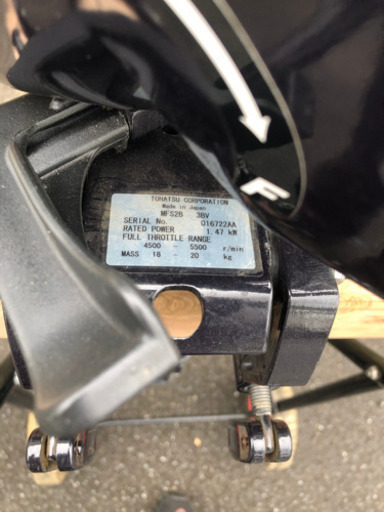 F
TOHATSU CORPORATION
Made in Japan
MFS2B 3BV
SERIAL No. 016722AA
RATED POWER 1.47 kW
FULL THROTTLE RANGE
4500 - 5500 r/min
MASS 18 - 20 kg